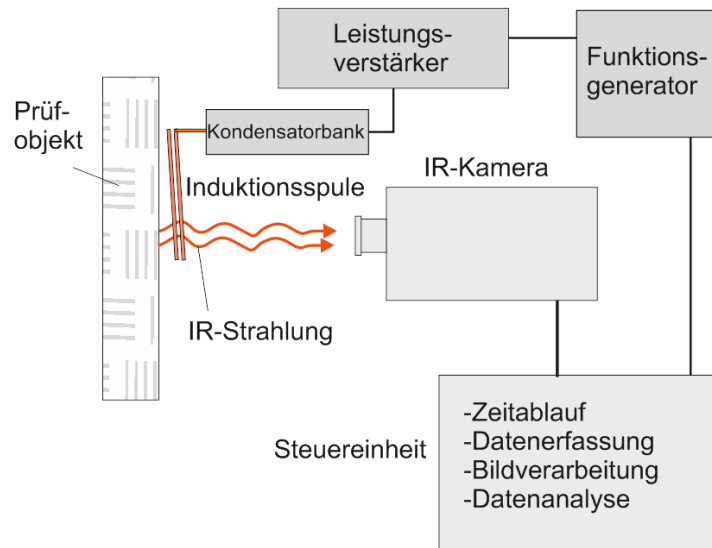 Leistungs-
verstärker
Funktions-
generator
Prüf-
objekt
Kondensatorbank
Induktionsspule
IR-Kamera
IR-Strahlung
Steuereinheit
-Zeitablauf
-Datenerfassung
-Bildverarbeitung
-Datenanalyse